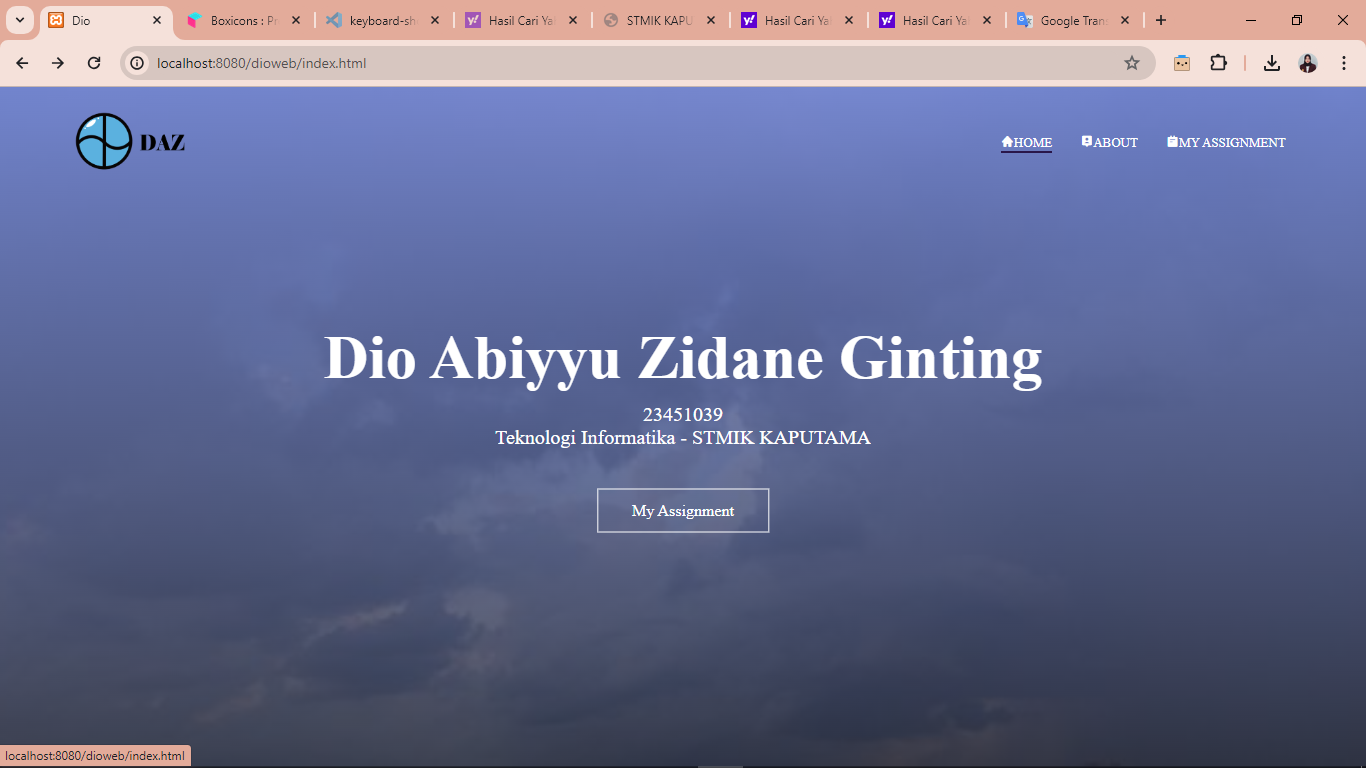 Dio
Boxicons : Pr
keyboard-sh
Hasil Cari Ya
STMIK KAPU
Hasil Cari Ya
Hasil Cari Ya
Google Trans
localhost:8080/dioweb/index.html
DAZ
HOME
ABOUT
MY ASSIGNMENT
Dio Abiyyu Zidane Ginting
23451039
Teknologi Informatika - STMIK KAPUTAMA
My Assignment
localhost:8080/dioweb/index.html